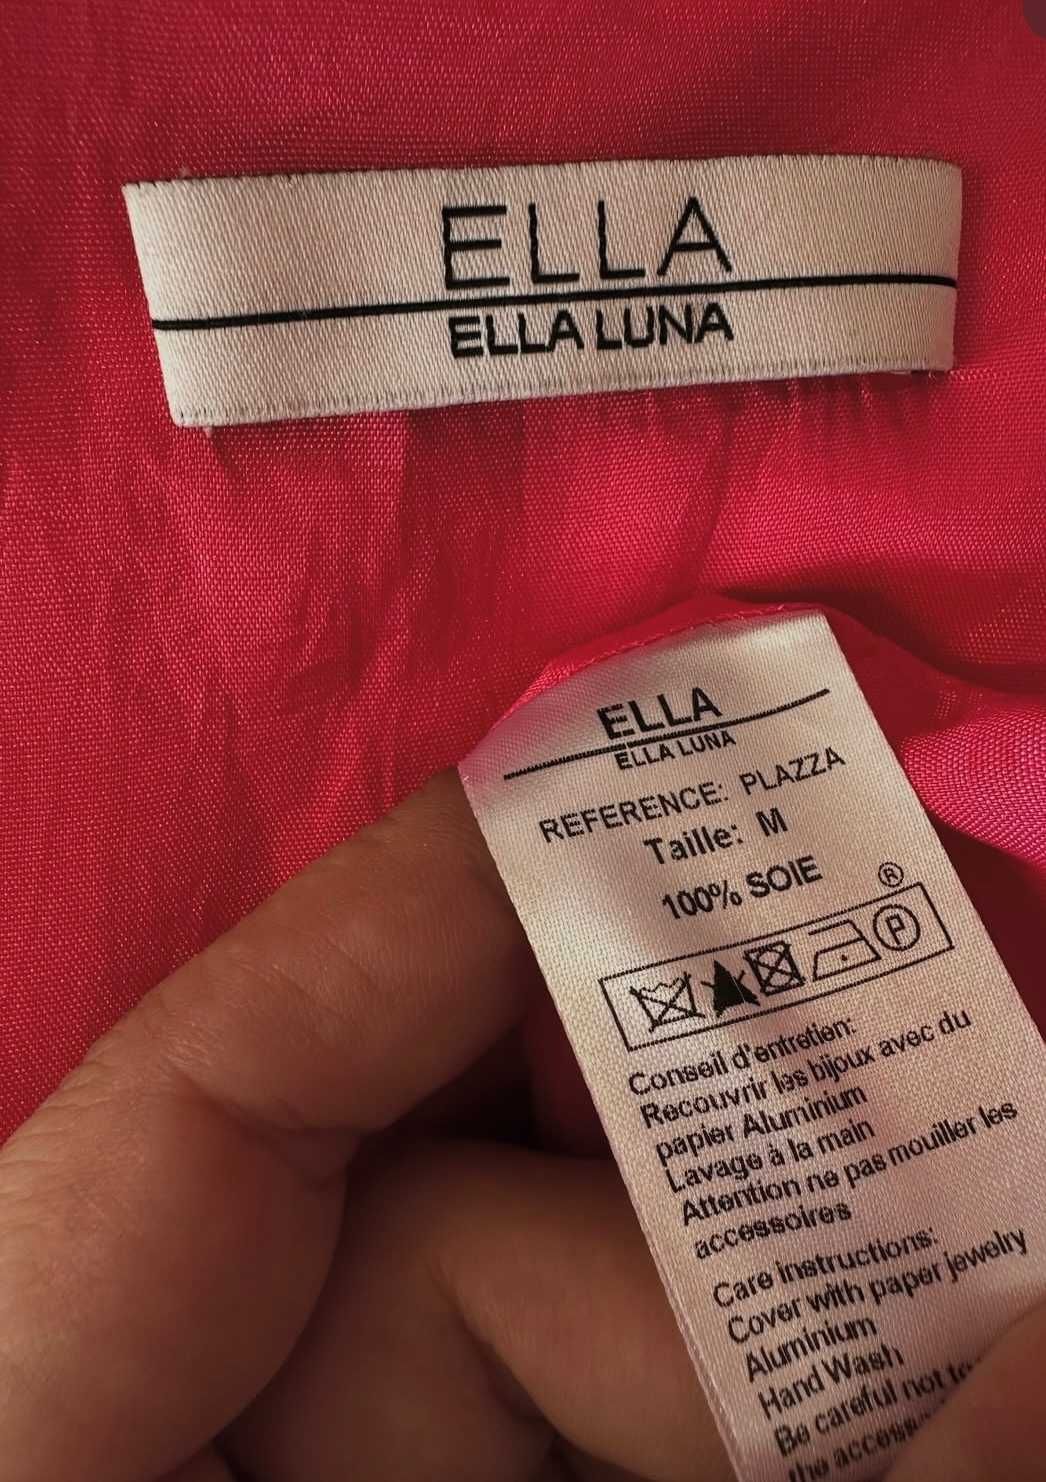 ELLA
ELLA LUNA
ELLA
ELLA LUNA
REFERENCE: PLAZZA
Taille: M
100% SOIE
®
P
Conseil d'entretien:
Recouvrir les bijoux avec du
papier Aluminium
Lavage à la main
Attention ne pas mouiller les
accessoires
Care instructions:
Cover with paper jewelry
Aluminium
Hand Wash
Be careful not
the